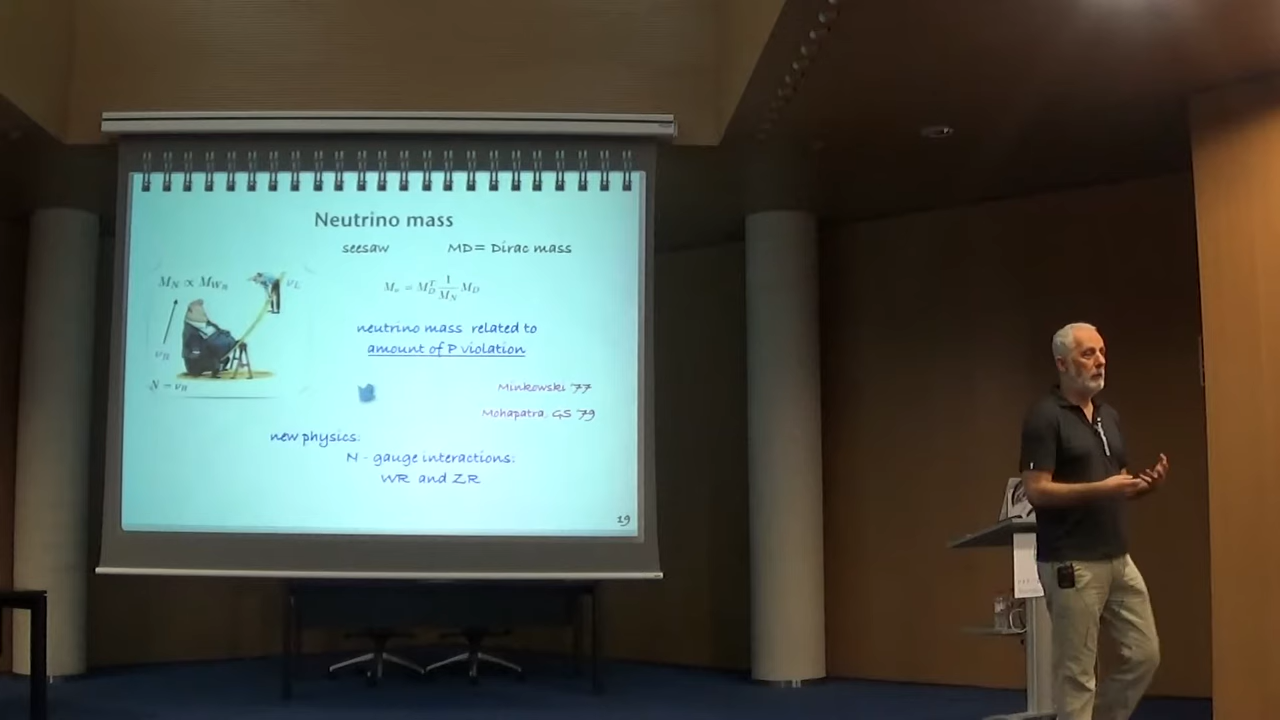 Neutrino mass
seesaw MD= Dirac mass
M_N ∝ M_{W_R} ν_L
M_ν = M_D^T \frac{1}{M_N} M_D
neutrino mass related to
amount of P violation
ν_R
N = ν_R
Minkowski '77
Mohapatra, GS '79
new physics:
N - gauge interactions:
WR and ZR
19